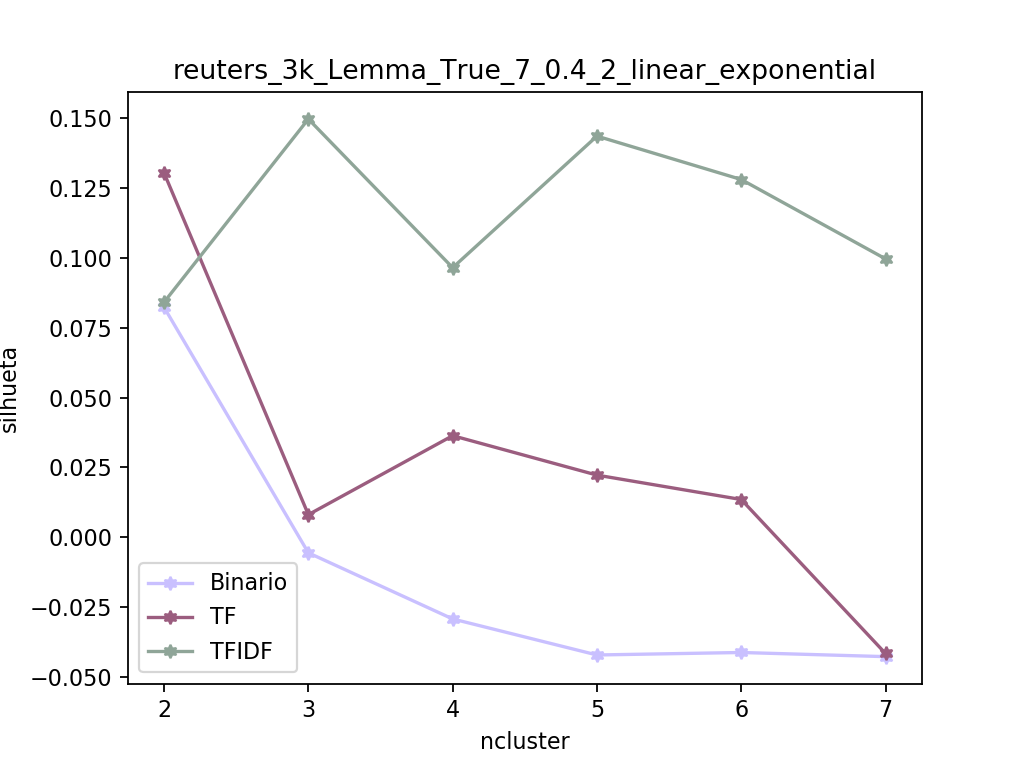 reuters_3k_Lemma_True_7_0.4_2_linear_exponential
0.150
0.125
0.100
0.075
0.050
0.025
0.000
−0.025
−0.050
silhueta
Binario
TF
TFIDF
2 3 4 5 6 7
ncluster